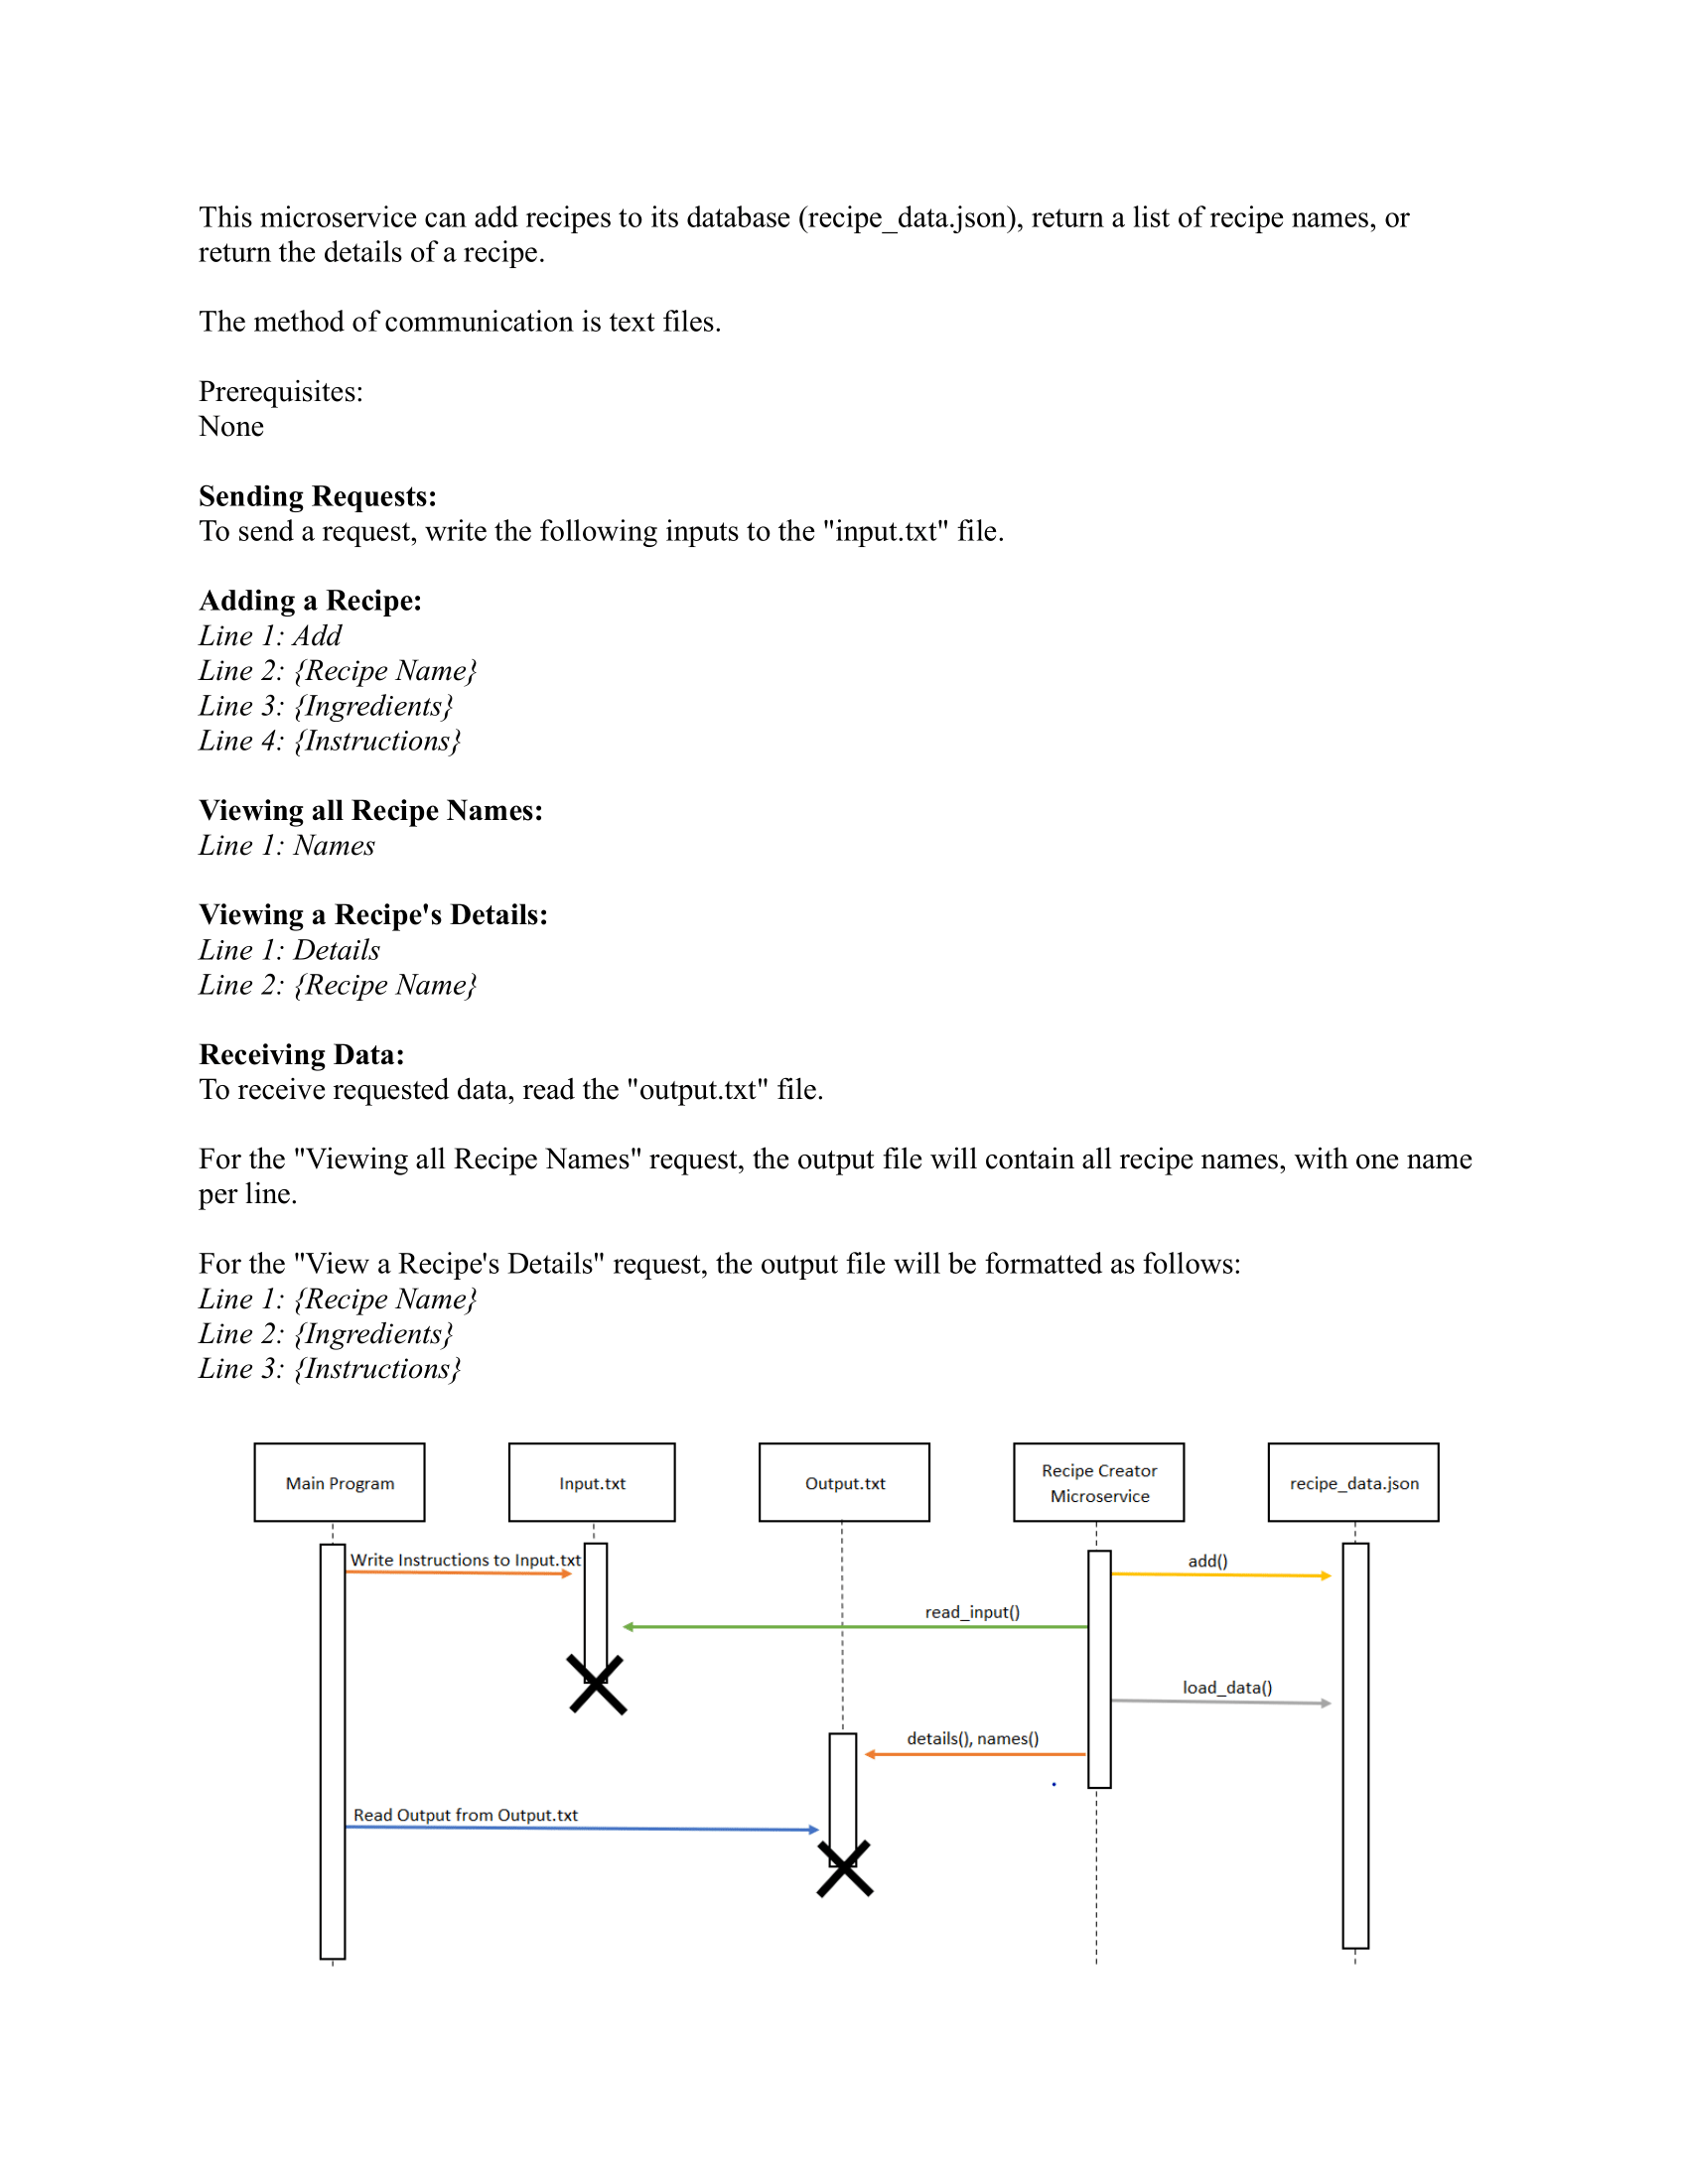 This microservice can add recipes to its database (recipe_data.json), return a list of recipe names, or
return the details of a recipe.
The method of communication is text files.
Prerequisites:
None
Sending Requests:
To send a request, write the following inputs to the "input.txt" file.
Adding a Recipe:
Line 1: Add
Line 2: {Recipe Name}
Line 3: {Ingredients}
Line 4: {Instructions}
Viewing all Recipe Names:
Line 1: Names
Viewing a Recipe's Details:
Line 1: Details
Line 2: {Recipe Name}
Receiving Data:
To receive requested data, read the "output.txt" file.
For the "Viewing all Recipe Names" request, the output file will contain all recipe names, with one name
per line.
For the "View a Recipe's Details" request, the output file will be formatted as follows:
Line 1: {Recipe Name}
Line 2: {Ingredients}
Line 3: {Instructions}
Main Program
Input.txt
Output.txt
Recipe Creator
Microservice
recipe_data.json
Write Instructions to Input.txt
add()
read_input()
load_data()
details(), names()
Read Output from Output.txt